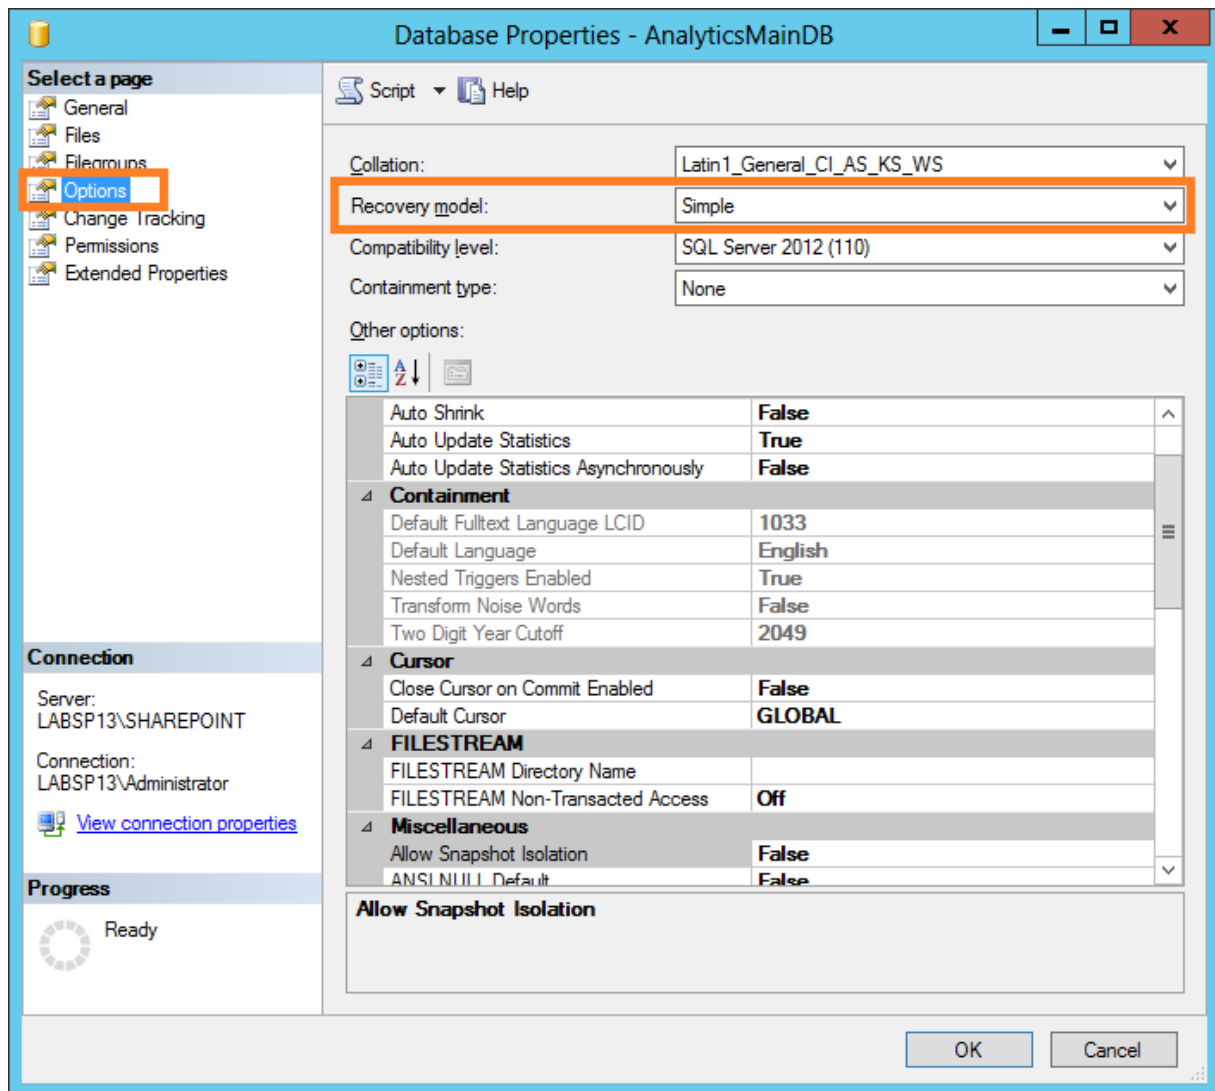 Database Properties - AnalyticsMainDB
Select a page
General
Files
Filegroups
Options
Change Tracking
Permissions
Extended Properties
Script Help
Collation: Latin1_General_CI_AS_KS_WS
Recovery model: Simple
Compatibility level: SQL Server 2012 (110)
Containment type: None
Other options:
Auto Shrink False
Auto Update Statistics True
Auto Update Statistics Asynchronously False
Containment
Default Fulltext Language LCID 1033
Default Language English
Nested Triggers Enabled True
Transform Noise Words False
Two Digit Year Cutoff 2049
Cursor
Close Cursor on Commit Enabled False
Default Cursor GLOBAL
FILESTREAM
FILESTREAM Directory Name
FILESTREAM Non-Transacted Access Off
Miscellaneous
Allow Snapshot Isolation False
ANSI NULL Default False
Allow Snapshot Isolation
Connection
Server:
LABSP13\SHAREPOINT
Connection:
LABSP13\Administrator
View connection properties
Progress
Ready
OK Cancel